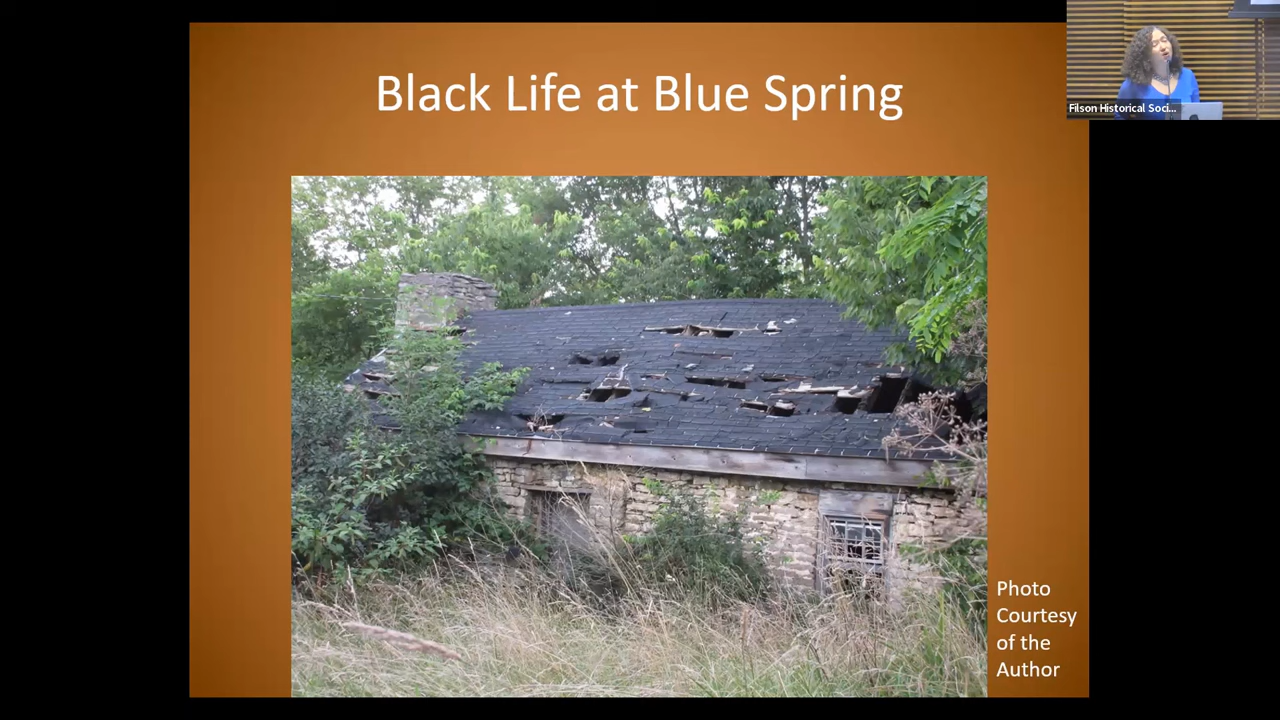 Black Life at Blue Spring
Filson Historical Soci...
Photo
Courtesy
of the
Author